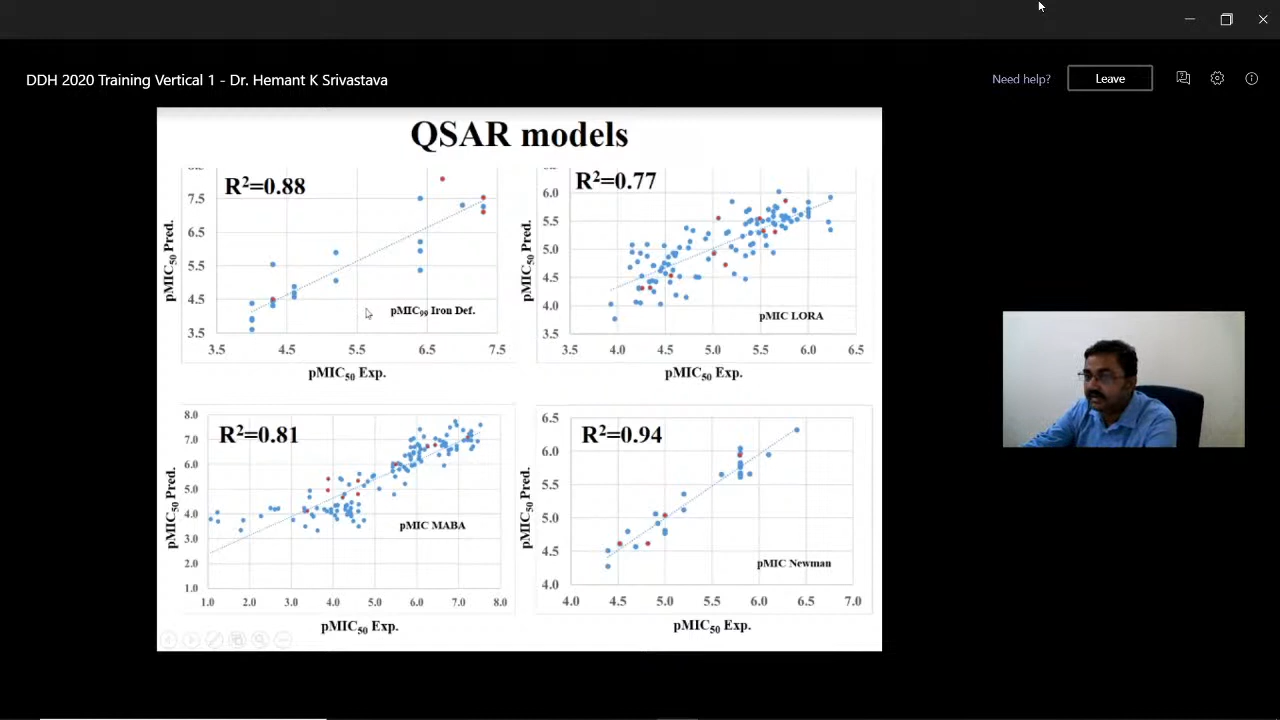 DDH 2020 Training Vertical 1 - Dr. Hemant K Srivastava
Need help?
Leave
QSAR models
R²=0.88
7.5
6.5
5.5
4.5
3.5
pMIC₅₀ Pred.
pMIC₉₉ Iron Def.
3.5 4.5 5.5 6.5 7.5
pMIC₅₀ Exp.
R²=0.77
6.0
5.5
5.0
4.5
4.0
3.5
pMIC₅₀ Pred.
pMIC LORA
3.5 4.0 4.5 5.0 5.5 6.0 6.5
pMIC₅₀ Exp.
R²=0.81
8.0
7.0
6.0
5.0
4.0
3.0
2.0
1.0
pMIC₅₀ Pred.
pMIC MABA
1.0 2.0 3.0 4.0 5.0 6.0 7.0 8.0
pMIC₅₀ Exp.
R²=0.94
6.5
6.0
5.5
5.0
4.5
4.0
pMIC₅₀ Pred.
pMIC Newman
4.0 4.5 5.0 5.5 6.0 6.5 7.0
pMIC₅₀ Exp.